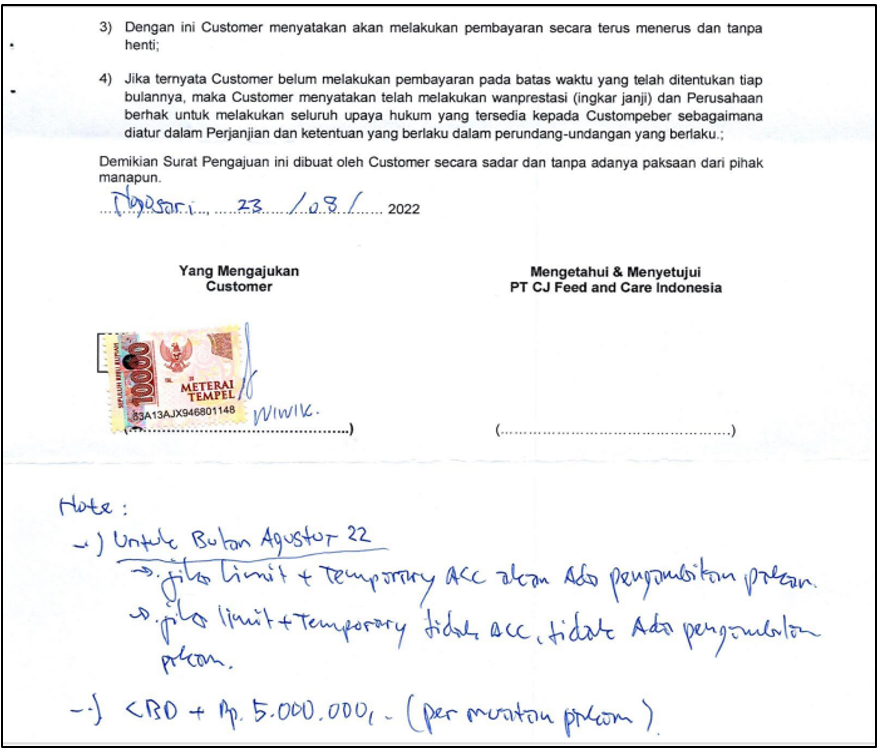 3) Dengan ini Customer menyatakan akan melakukan pembayaran secara terus menerus dan tanpa
henti;
4) Jika ternyata Customer belum melakukan pembayaran pada batas waktu yang telah ditentukan tiap
bulannya, maka Customer menyatakan telah melakukan wanprestasi (ingkar janji) dan Perusahaan
berhak untuk melakukan seluruh upaya hukum yang tersedia kepada Custompeber sebagaimana
diatur dalam Perjanjian dan ketentuan yang berlaku dalam perundang-undangan yang berlaku.;
Demikian Surat Pengajuan ini dibuat oleh Customer secara sadar dan tanpa adanya paksaan dari pihak
manapun.
23 / 08 / 2022
Yang Mengajukan
Customer
Mengetahui & Menyetujui
PT CJ Feed and Care Indonesia
SEPULUH RIBU RUPIAH
10000
TGL. 20
METERAI
TEMPEL
63A13AJX946801148
WIWIK.
(..............................................)
(..............................................)
Note :
-.) Untuk Bulan Agustus 22
→. jika limit + Temporary ACC akan Ada pengambilan pakan.
→. jika limit + Temporary tidak ACC, tidak Ada pengambilan
pakan.
-.) CBD + Rp. 5.000.000,- (per muatan pakan).